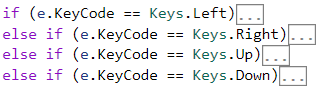 if (e.KeyCode == Keys.Left)...
else if (e.KeyCode == Keys.Right)...
else if (e.KeyCode == Keys.Up)...
else if (e.KeyCode == Keys.Down)...